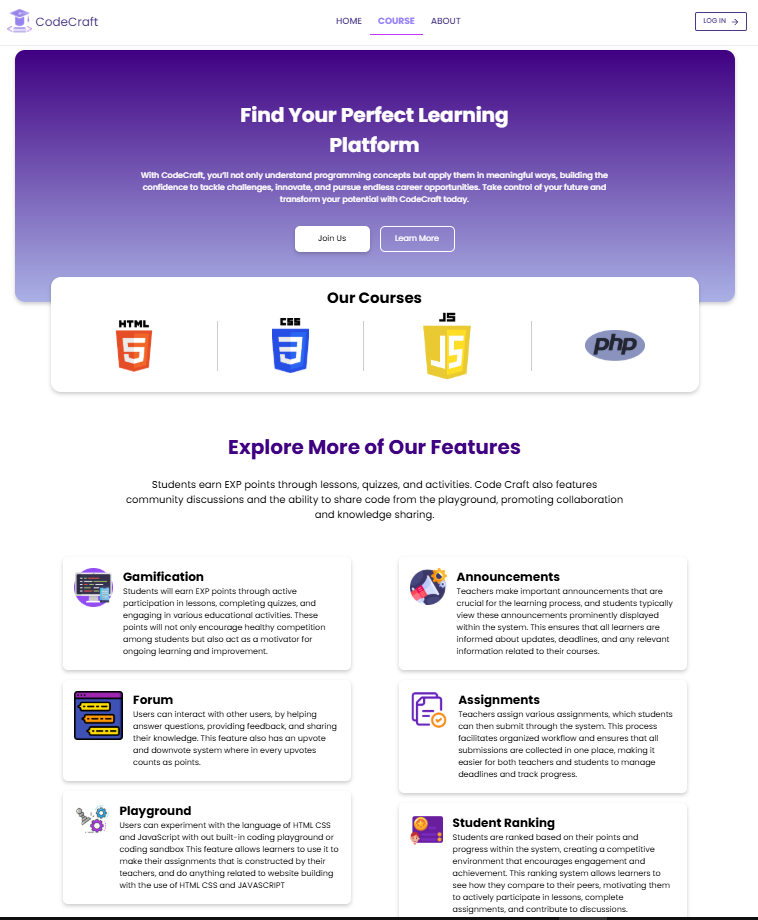 CodeCraft
HOME COURSE ABOUT
LOG IN
Find Your Perfect Learning
Platform
With CodeCraft, you'll not only understand programming concepts but apply them in meaningful ways, building the
confidence to tackle challenges, innovate, and pursue endless career opportunities. Take control of your future and
transform your potential with CodeCraft today.
Join Us
Learn More
Our Courses
HTML
5
CSS
3
JS
JS
php
Explore More of Our Features
Students earn EXP points through lessons, quizzes, and activities. Code Craft also features
community discussions and the ability to share code from the playground, promoting collaboration
and knowledge sharing.
Gamification
Students will earn EXP points through active
participation in lessons, completing quizzes, and
engaging in various educational activities. These
points will not only encourage healthy competition
among students but also act as a motivator for
ongoing learning and improvement.
Announcements
Teachers make important announcements that are
crucial for the learning process, and students typically
view these announcements prominently displayed
within the system. This ensures that all learners are
informed about updates, deadlines, and any relevant
information related to their courses.
Forum
Users can interact with other users, by helping
answer questions, providing feedback, and sharing
their knowledge. This feature also has an upvote
and downvote system where in every upvotes
counts as points.
Assignments
Teachers assign various assignments, which students
can then submit through the system. This process
facilitates organized workflow and ensures that all
submissions are collected in one place, making it
easier for both teachers and students to manage
deadlines and track progress.
Playground
Users can experiment with the language of HTML CSS
and JavaScript with out built-in coding playground or
coding sandbox This feature allows learners to use it to
make their assignments that is constructed by their
teachers, and do anything related to website building
with the use of HTML CSS and JAVASCRIPT
Student Ranking
Students are ranked based on their points and
progress within the system, creating a competitive
environment that encourages engagement and
achievement. This ranking system allows learners to
see how they compare to their peers, motivating them
to actively participate in lessons, complete
assignments, and contribute to discussions.